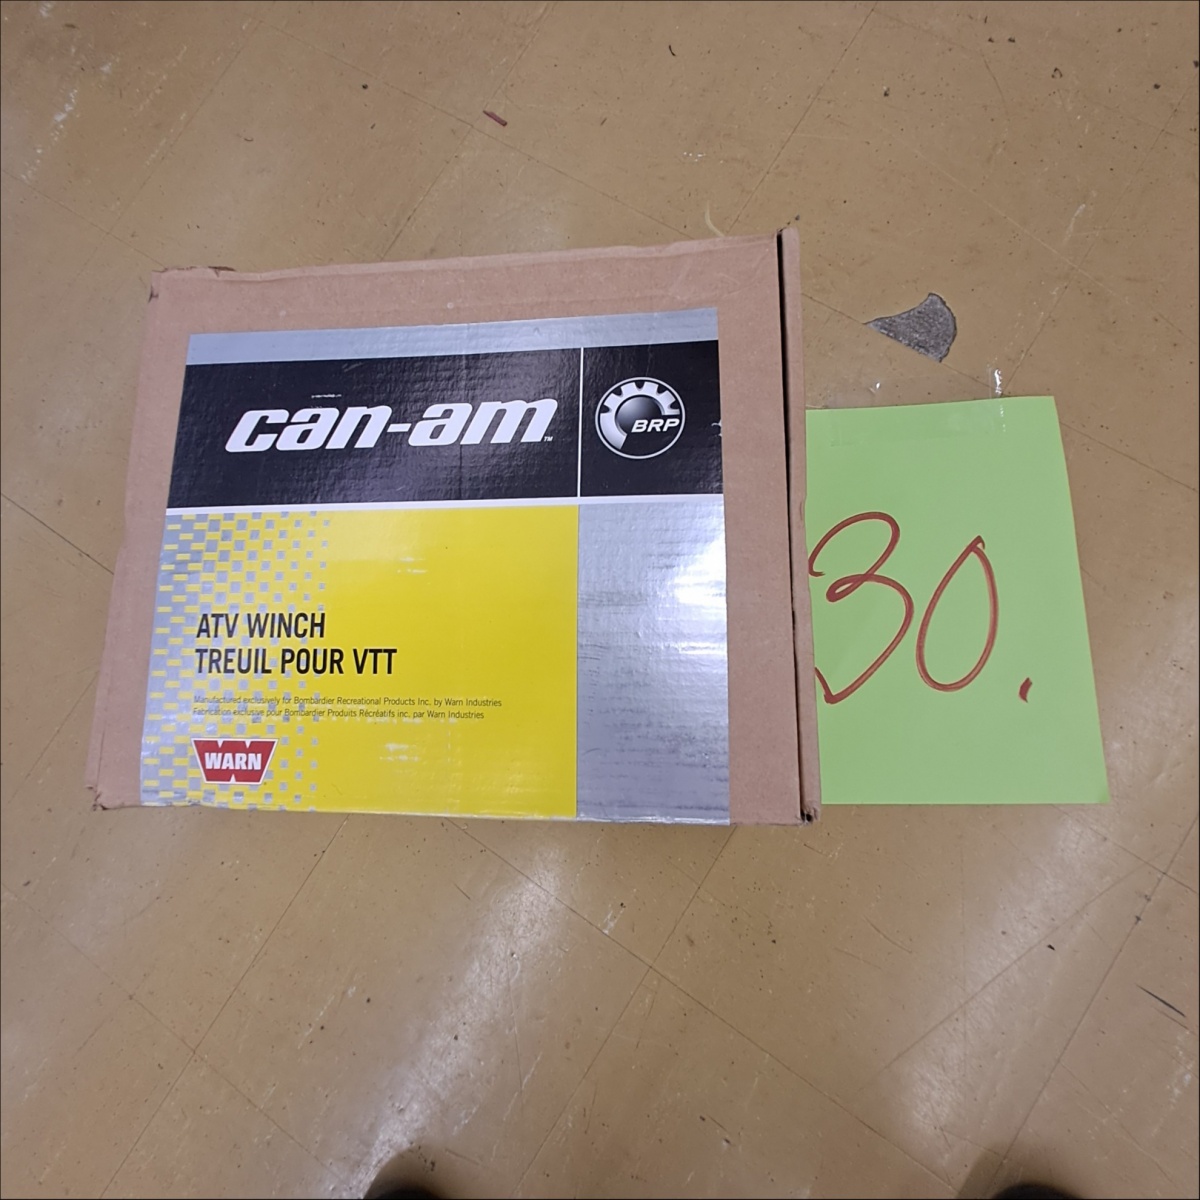 can-am™
BRP
ATV WINCH
TREUIL POUR VTT
Manufactured exclusively for Bombardier Recreational Products Inc. by Warn Industries
Fabrication exclusive pour Bombardier Produits Récréatifs inc. par Warn Industries
WARN
30.